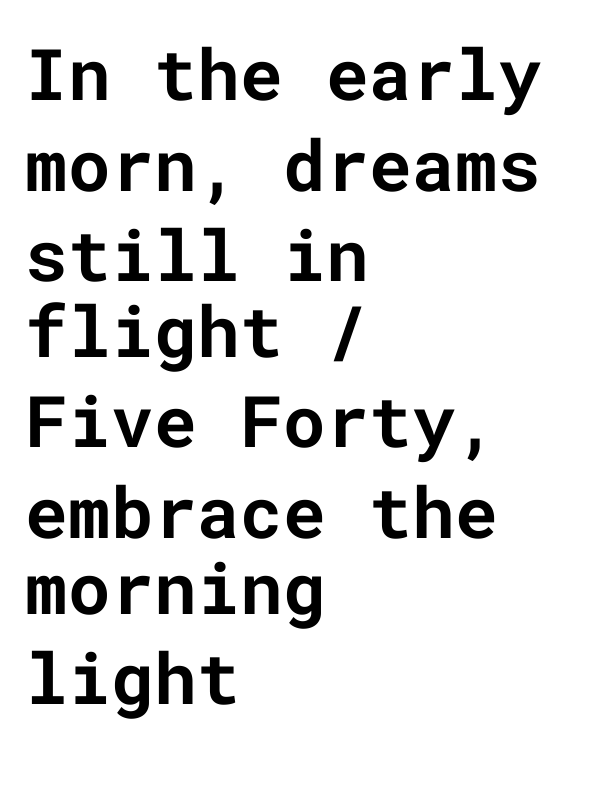 In the early
morn, dreams
still in
flight /
Five Forty,
embrace the
morning
light